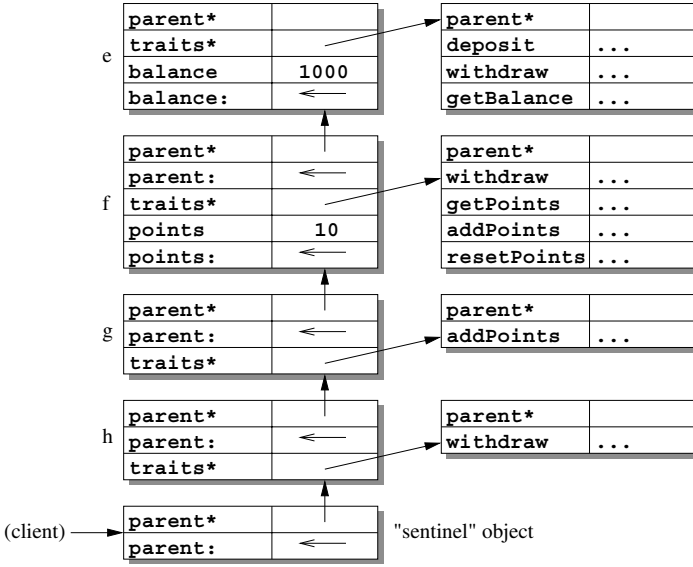 parent*
traits*
balance 1000
balance:
e
parent*
deposit ...
withdraw ...
getBalance ...
parent*
parent:
traits*
points 10
points:
f
parent*
withdraw ...
getPoints ...
addPoints ...
resetPoints ...
parent*
parent:
traits*
g
parent*
addPoints ...
parent*
parent:
traits*
h
parent*
withdraw ...
(client)
parent*
parent:
"sentinel" object